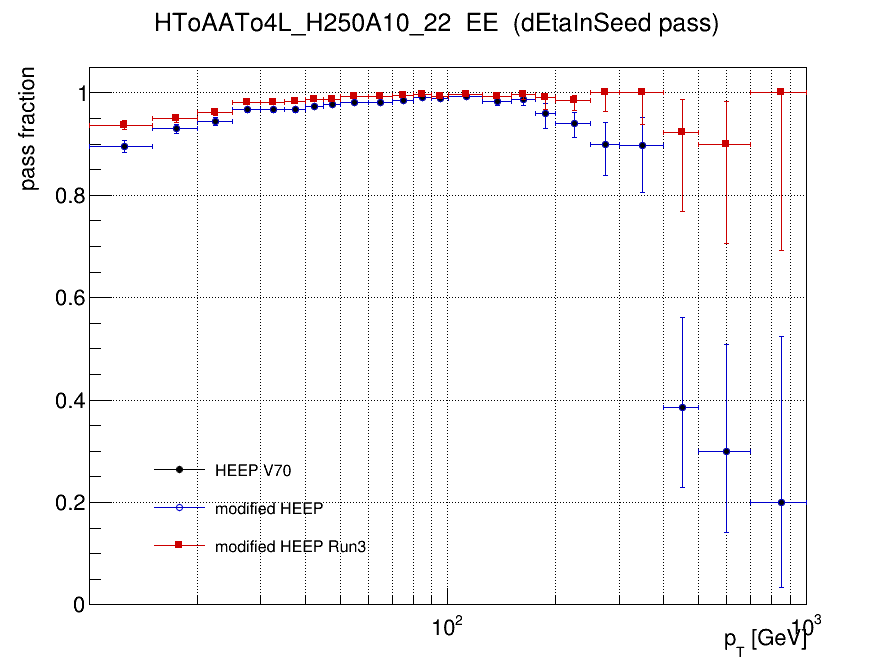 HToAATo4L_H250A10_22 EE (dEtaInSeed pass)
pass fraction
1
0.8
0.6
0.4
0.2
0
HEEP V70
modified HEEP
modified HEEP Run3
10²
10³
p_T [GeV]